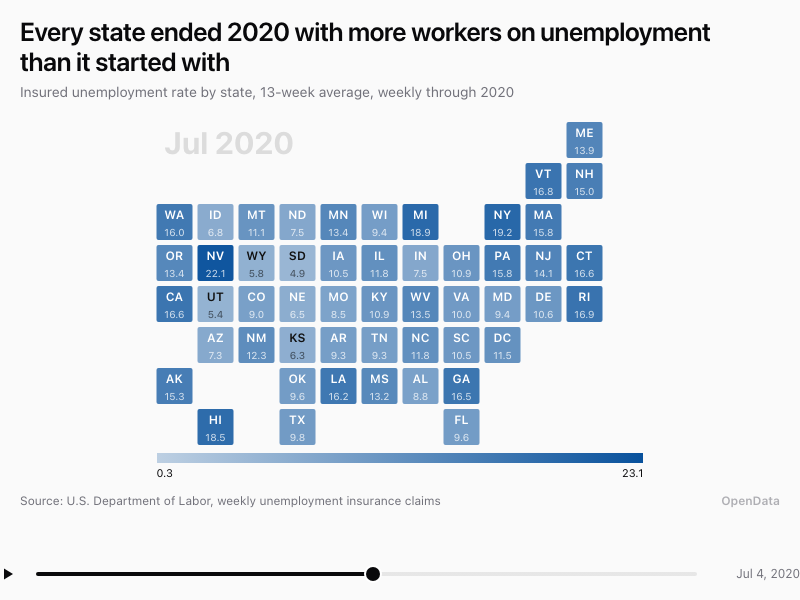 Every state ended 2020 with more workers on unemployment
than it started with
Insured unemployment rate by state, 13-week average, weekly through 2020
Jul 2020
ME
13.9
VT NH
16.8 15.0
WA ID MT ND MN WI MI NY MA
16.0 6.8 11.1 7.5 13.4 9.4 18.9 19.2 15.8
OR NV WY SD IA IL IN OH PA NJ CT
13.4 22.1 5.8 4.9 10.5 11.8 7.5 10.9 15.8 14.1 16.6
CA UT CO NE MO KY WV VA MD DE RI
16.6 5.4 9.0 6.5 8.5 10.9 13.5 10.0 9.4 10.6 16.9
AZ NM KS AR TN NC SC DC
7.3 12.3 6.3 9.3 9.3 11.8 10.5 11.5
AK OK LA MS AL GA
15.3 9.6 16.2 13.2 8.8 16.5
HI TX FL
18.5 9.8 9.6
0.3 23.1
Source: U.S. Department of Labor, weekly unemployment insurance claims OpenData
Jul 4, 2020